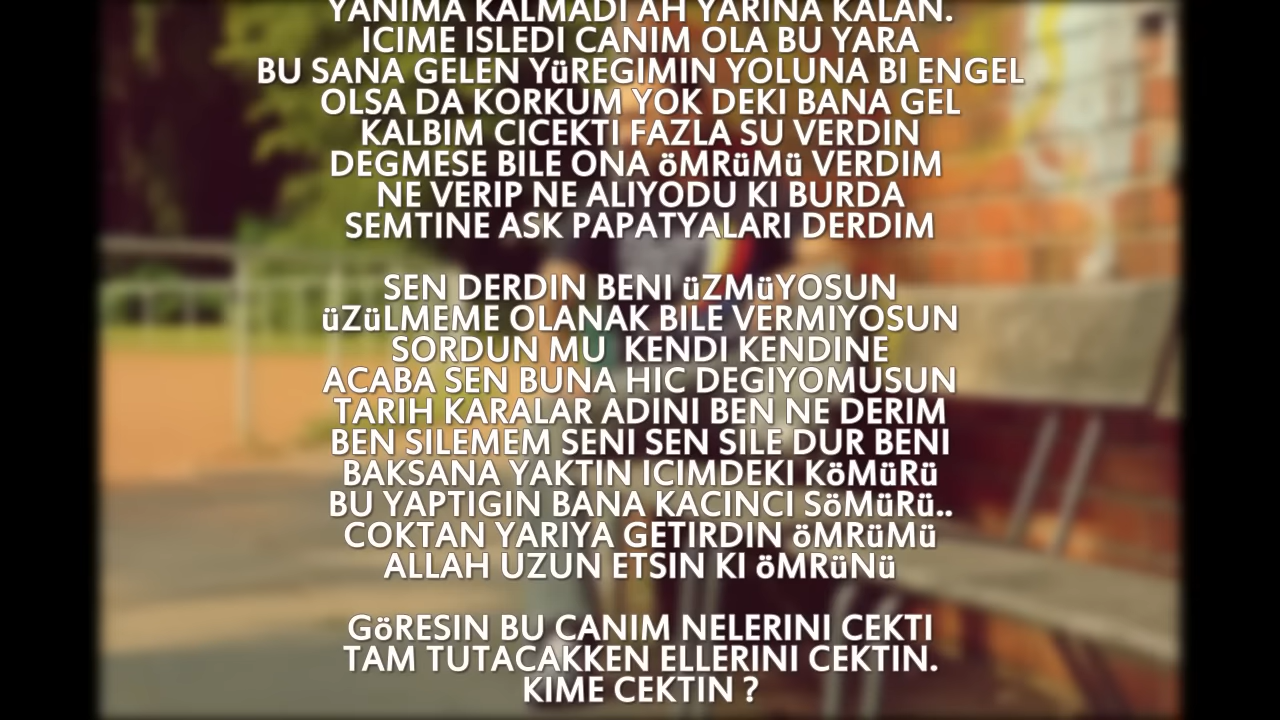 YANIMA KALMADI AH YARINA KALAN.
ICIME ISLEDI CANIM OLA BU YARA
BU SANA GELEN YüREGIMIN YOLUNA BI ENGEL
OLSA DA KORKUM YOK DEKI BANA GEL
KALBIM CICEKTI FAZLA SU VERDIN
DEGMESE BILE ONA öMRüMü VERDIM
NE VERIP NE ALIYODU KI BURDA
SEMTINE ASK PAPATYALARI DERDIM
SEN DERDIN BENI üZMüYOSUN
üZüLMEME OLANAK BILE VERMIYOSUN
SORDUN MU  KENDI KENDINE
ACABA SEN BUNA HIC DEGIYOMUSUN
TARIH KARALAR ADINI BEN NE DERIM
BEN SILEMEM SENI SEN SILE DUR BENI
BAKSANA YAKTIN ICIMDEKI KöMüRü
BU YAPTIGIN BANA KACINCI SöMüRü..
COKTAN YARIYA GETIRDIN öMRüMü
ALLAH UZUN ETSIN KI öMRüNü
GöRESIN BU CANIM NELERINI CEKTI
TAM TUTACAKKEN ELLERINI CEKTIN.
KIME CEKTIN ?